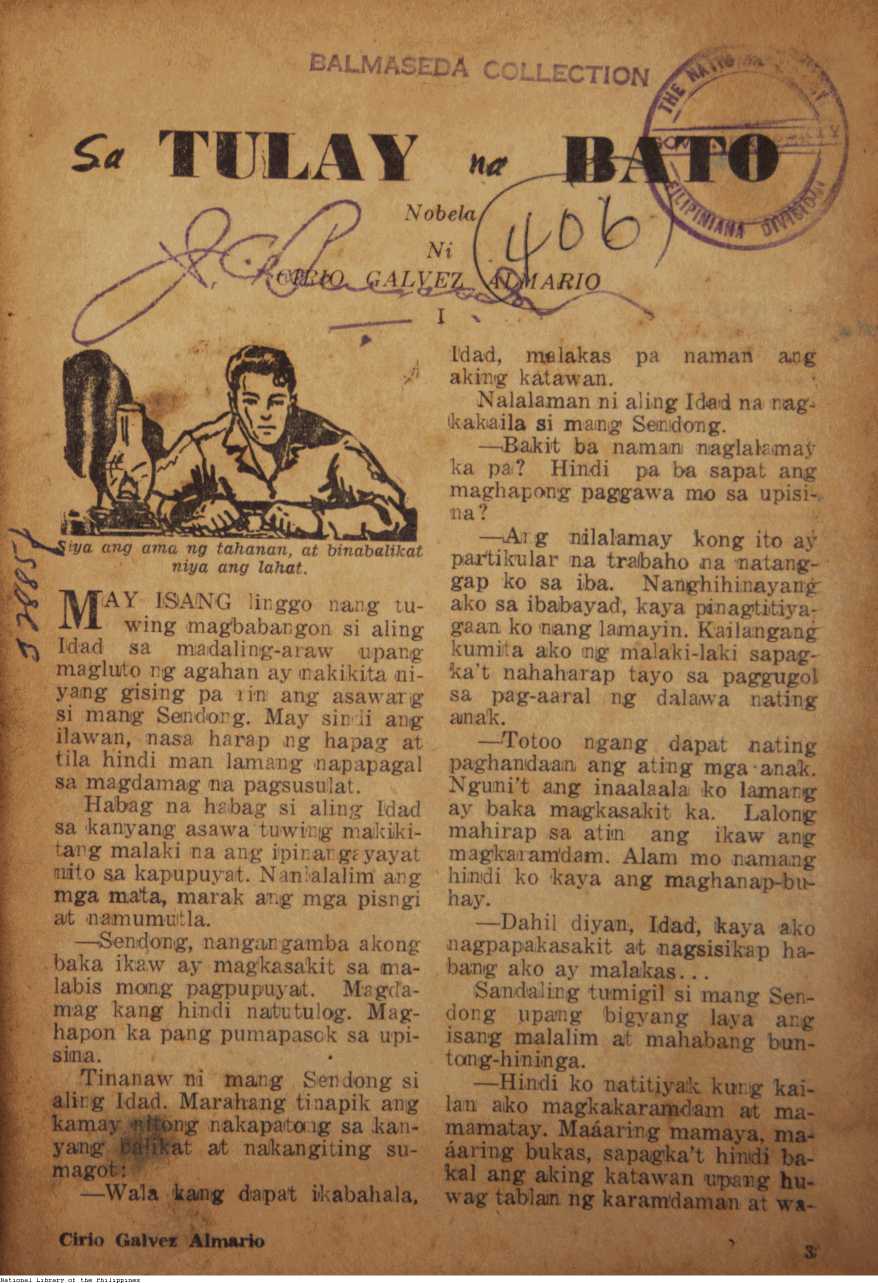 BALMASEDA COLLECTION
Sa TULAY na BATO
Nobela
Ni
CIRIO GALVEZ ALMARIO
(406)
I
FILIPINIANA DIVISION
Siya ang ama ng tahanan, at binabalikat
niya ang lahat.
MAY ISANG linggo nang tu-
wing magbabangon si aling
Idad sa madaling-araw upang
magluto ng agahan ay nakikita ni-
yang gising pa rin ang asawang
si mang Sendong. May sindi ang
ilawan, nasa harap ng hapag at
tila hindi man lamang napapagal
sa magdamag na pagsusulat.
Habag na habag si aling Idad
sa kanyang asawa tuwing makiki-
tang malaki na ang ipinangayayat
nito sa kapupuyat. Nanlalalim ang
mga mata, marak ang mga pisngi
at namumutla.
—Sendong, nangangamba akong
baka ikaw ay magkasakit sa ma-
labis mong pagpupuyat. Magda-
mag kang hindi natutulog. Mag-
hapon ka pang pumapasok sa upi-
sina.
Tinanaw ni mang Sendong si
aling Idad. Marahang tinapik ang
kamay nitong nakapatong sa kan-
yang balikat at nakangiting su-
magot:
—Wala kang dapat ikabahala,
Idad, malakas pa naman ang
aking katawan.
Nalalaman ni aling Idad na nag-
kakaila si mang Sendong.
—Bakit ba naman naglalamay
ka pa? Hindi pa ba sapat ang
maghapong paggawa mo sa upisi-
na?
—Ang nilalamay kong ito ay
partikular na trabaho na natang-
gap ko sa iba. Nanghihinayang
ako sa ibabayad, kaya pinagtitiya-
gaan ko nang lamayin. Kailangang
kumita ako ng malaki-laki sapag-
ka't nahaharap tayo sa paggugol
sa pag-aaral ng dalawa nating
anak.
—Totoo ngang dapat nating
paghandaan ang ating mga anak.
Nguni't ang inaalaala ko lamang
ay baka magkasakit ka. Lalong
mahirap sa atin ang ikaw ang
magkaramdam. Alam mo namang
hindi ko kaya ang maghanap-bu-
hay.
—Dahil diyan, Idad, kaya ako
nagpapakasakit at nagsisikap ha-
bang ako ay malakas...
Sandaling tumigil si mang Sen-
dong upang bigyang laya ang
isang malalim at mahabang bun-
tong-hininga.
—Hindi ko natitiyak kung kai-
lan ako magkakaramdam at ma-
mamatay. Maáaring mamaya, ma-
áaring bukas, sapagka't hindi ba-
kal ang aking katawan upang hu-
wag tablan ng karamdaman at wa-
Cirio Galvez Almario
3
National Library of the Philippines